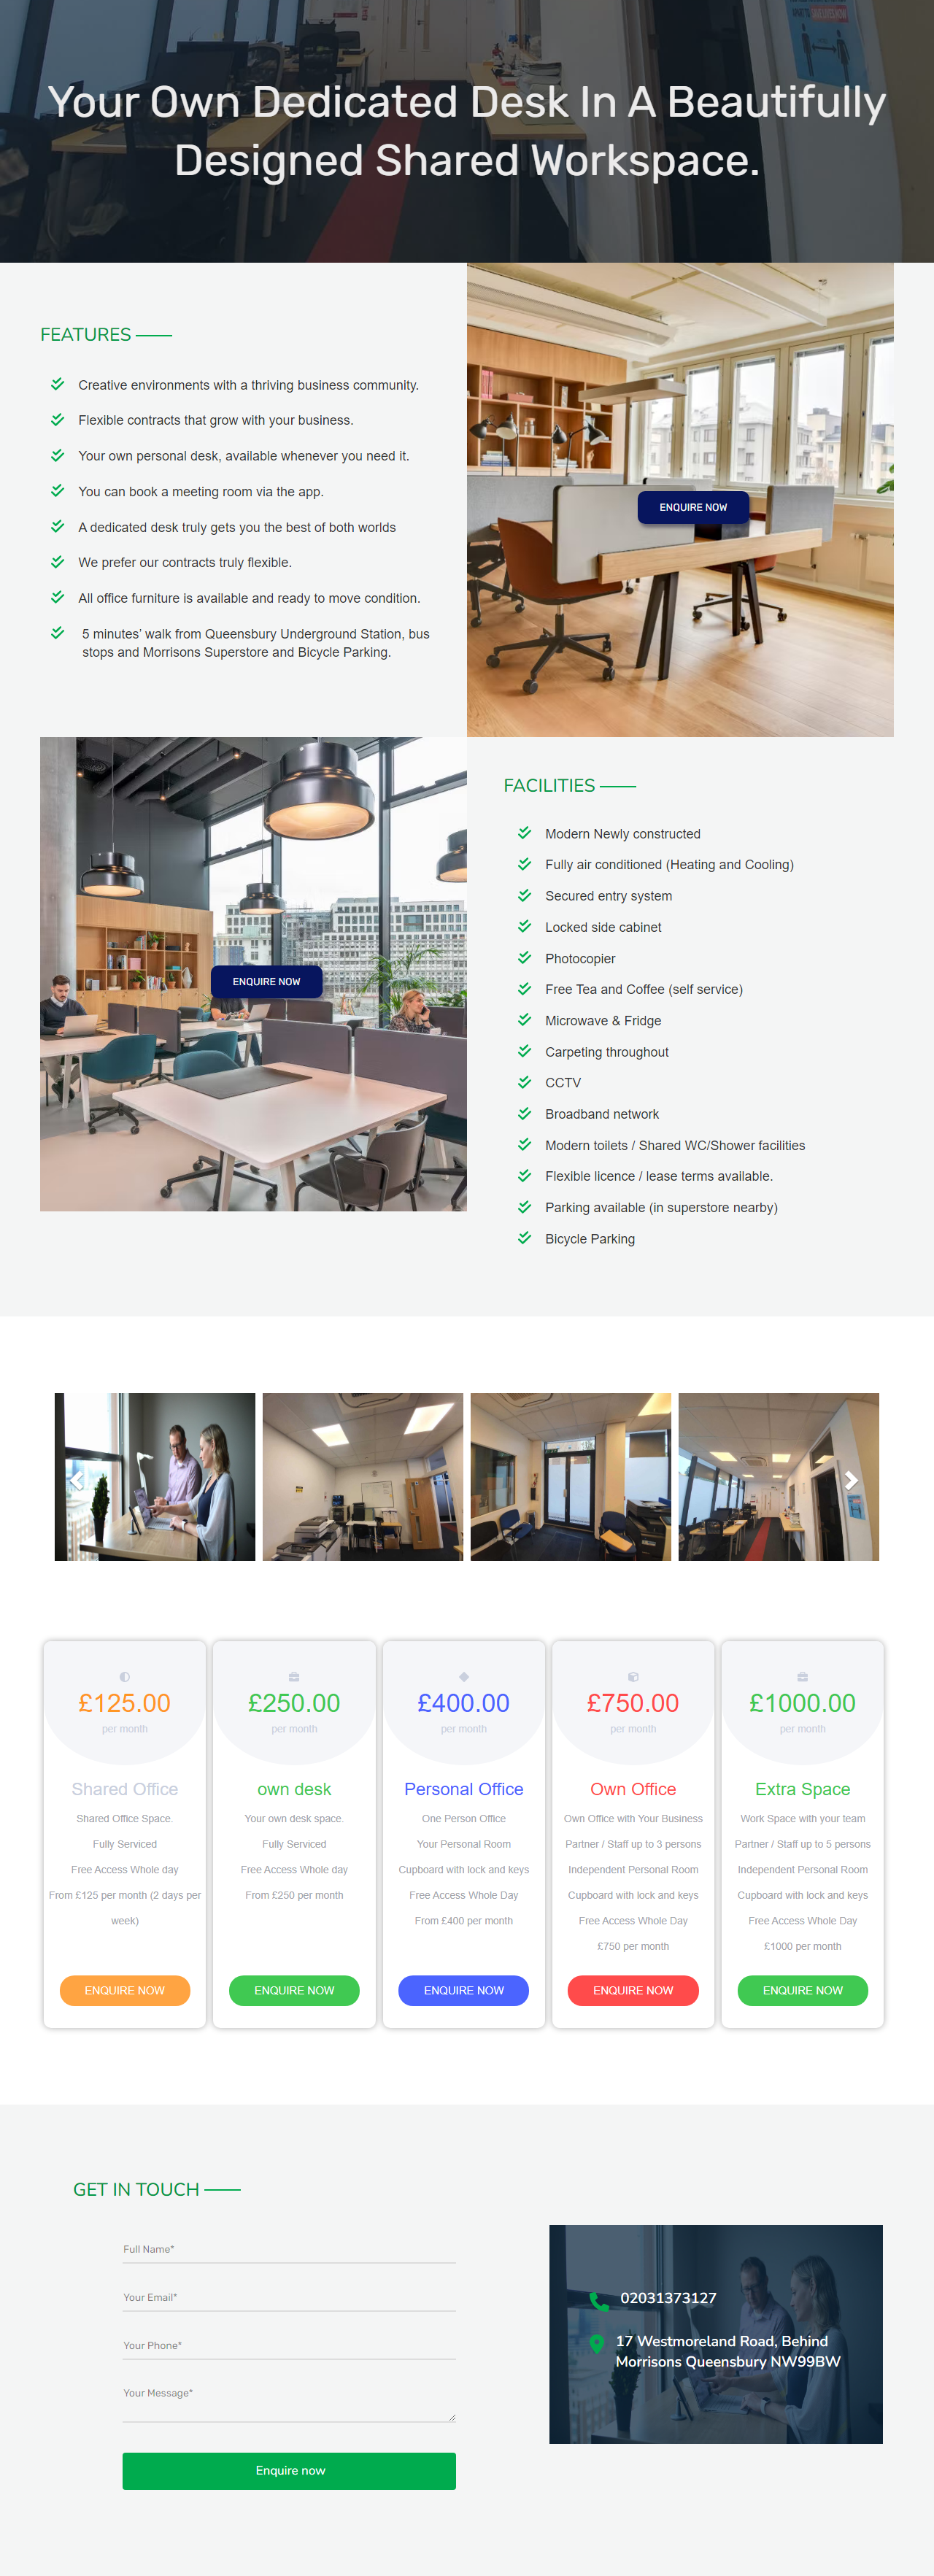 Your Own Dedicated Desk In A Beautifully
Designed Shared Workspace.
FEATURES
Creative environments with a thriving business community.
Flexible contracts that grow with your business.
Your own personal desk, available whenever you need it.
You can book a meeting room via the app.
A dedicated desk truly gets you the best of both worlds
We prefer our contracts truly flexible.
All office furniture is available and ready to move condition.
5 minutes’ walk from Queensbury Underground Station, bus
stops and Morrisons Superstore and Bicycle Parking.
ENQUIRE NOW
ENQUIRE NOW
FACILITIES
Modern Newly constructed
Fully air conditioned (Heating and Cooling)
Secured entry system
Locked side cabinet
Photocopier
Free Tea and Coffee (self service)
Microwave & Fridge
Carpeting throughout
CCTV
Broadband network
Modern toilets / Shared WC/Shower facilities
Flexible licence / lease terms available.
Parking available (in superstore nearby)
Bicycle Parking
£125.00
per month
Shared Office
Shared Office Space.
Fully Serviced
Free Access Whole day
From £125 per month (2 days per
week)
ENQUIRE NOW
£250.00
per month
own desk
Your own desk space.
Fully Serviced
Free Access Whole day
From £250 per month
ENQUIRE NOW
£400.00
per month
Personal Office
One Person Office
Your Personal Room
Cupboard with lock and keys
Free Access Whole Day
From £400 per month
ENQUIRE NOW
£750.00
per month
Own Office
Own Office with Your Business
Partner / Staff up to 3 persons
Independent Personal Room
Cupboard with lock and keys
Free Access Whole Day
£750 per month
ENQUIRE NOW
£1000.00
per month
Extra Space
Work Space with your team
Partner / Staff up to 5 persons
Independent Personal Room
Cupboard with lock and keys
Free Access Whole Day
£1000 per month
ENQUIRE NOW
GET IN TOUCH
Full Name*
Your Email*
Your Phone*
Your Message*
Enquire now
02031373127
17 Westmoreland Road, Behind
Morrisons Queensbury NW99BW